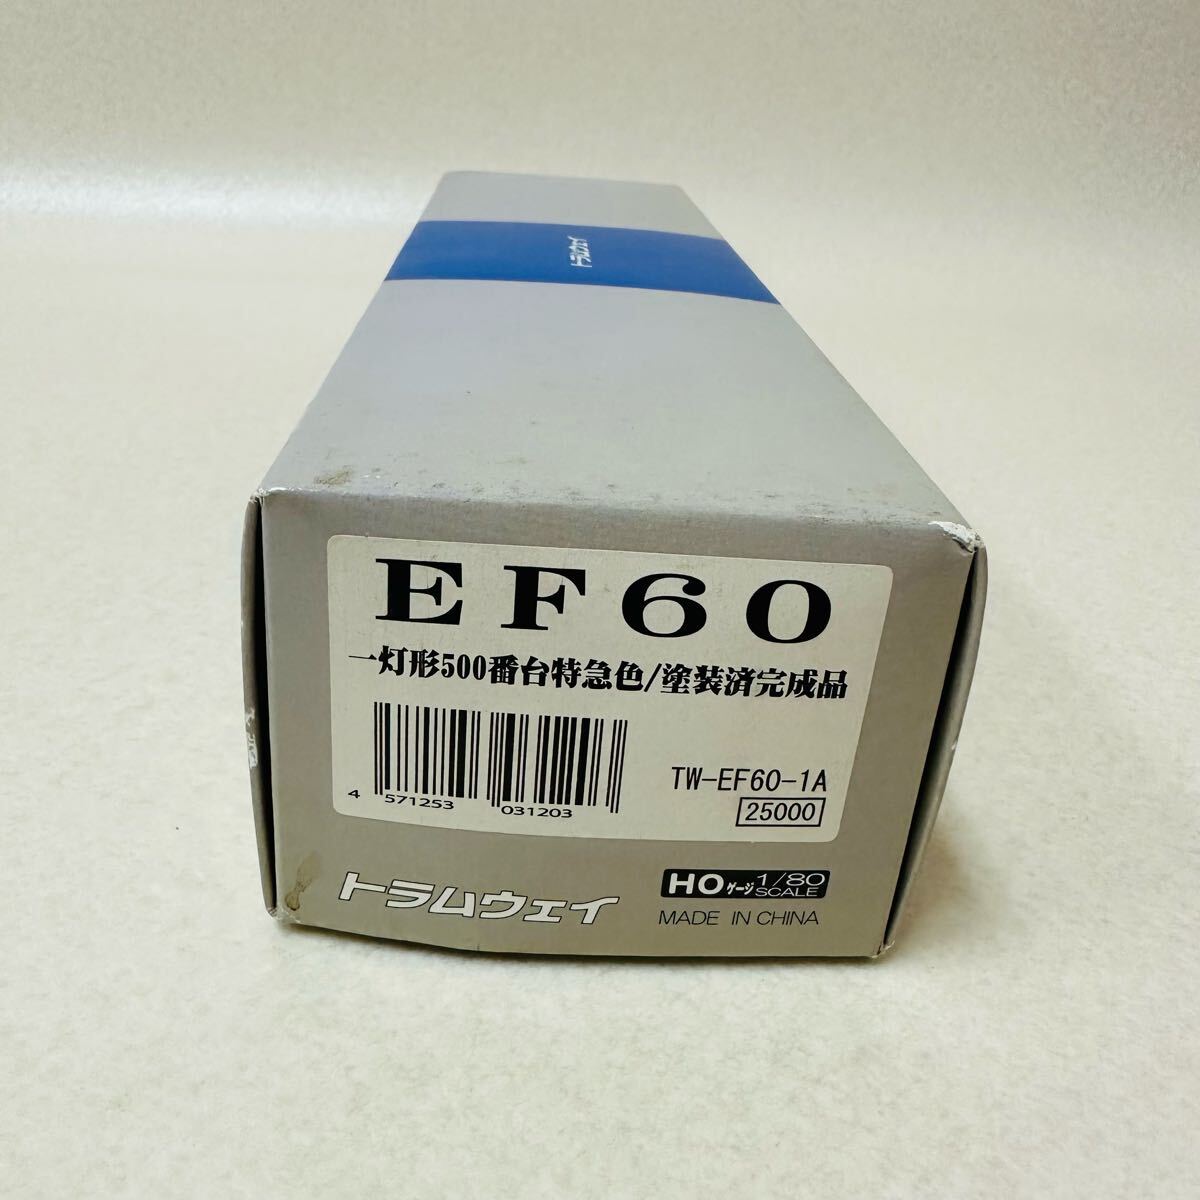 トラムウェイ
EF60
一灯形500番台特急色/塗装済完成品
4 571253 031203
TW-EF60-1A
25000
トラムウェイ
HOゲージ 1/80 SCALE
MADE IN CHINA